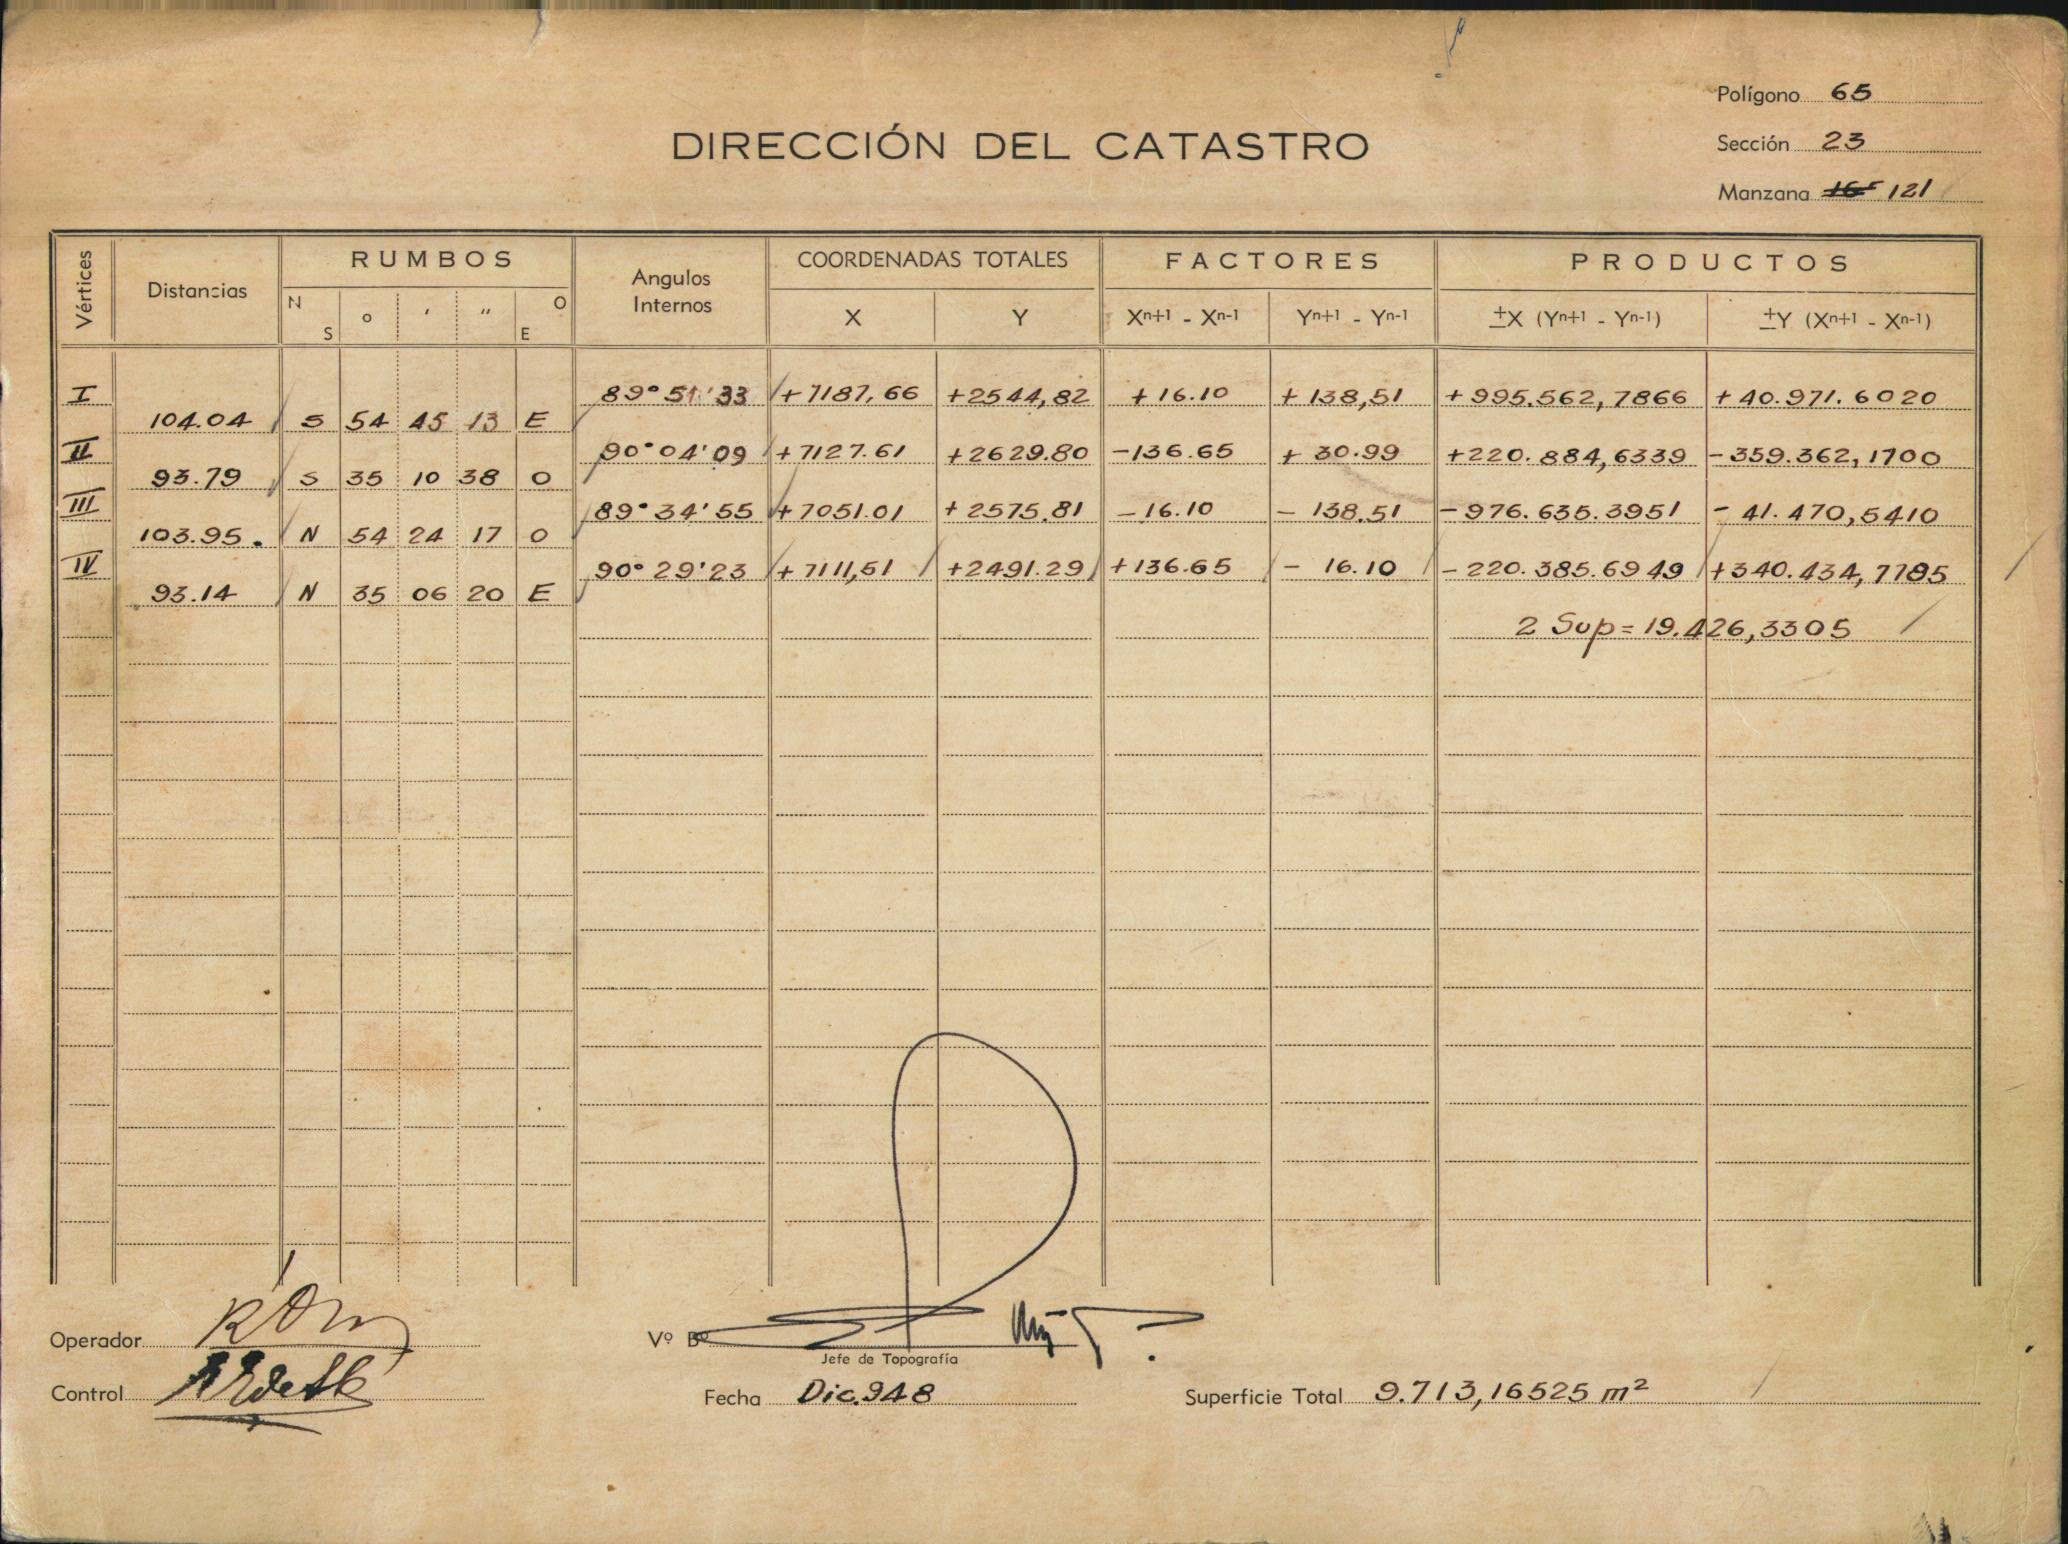 Polígono 65
DIRECCIÓN DEL CATASTRO
Sección 23
Manzana 16 121
Vértices Distancias RUMBOS Angulos Internos COORDENADAS TOTALES FACTORES PRODUCTOS
N S o ′ ″ O E X Y Xn+1 - Xn-1 Yn+1 - Yn-1 ±X (Yn+1 - Yn-1) ±Y (Xn+1 - Xn-1)
I 89° 51' 33 +7187,66 +2544,82 +16.10 +138,51 +995.562,7866 +40.971.6020
104.04 S 54 45 13 E
II 90° 04' 09 +7127.61 +2629.80 -136.65 +30.99 +220.884,6339 -359.362,1700
93.79 S 35 10 38 O
III 89° 34' 55 +7051.01 +2575.81 -16.10 -138.51 -976.635.3951 -41.470,5410
103.95. N 54 24 17 O
IV 90° 29' 23 +7111,51 +2491.29 +136.65 -16.10 -220.385.6949 +340.434,7785
93.14 N 35 06 20 E
2 Sup = 19.426,3305
Operador
Vº Bº
Jefe de Topografía
Control
Fecha Dic.948
Superficie Total 9.713,16525 m²